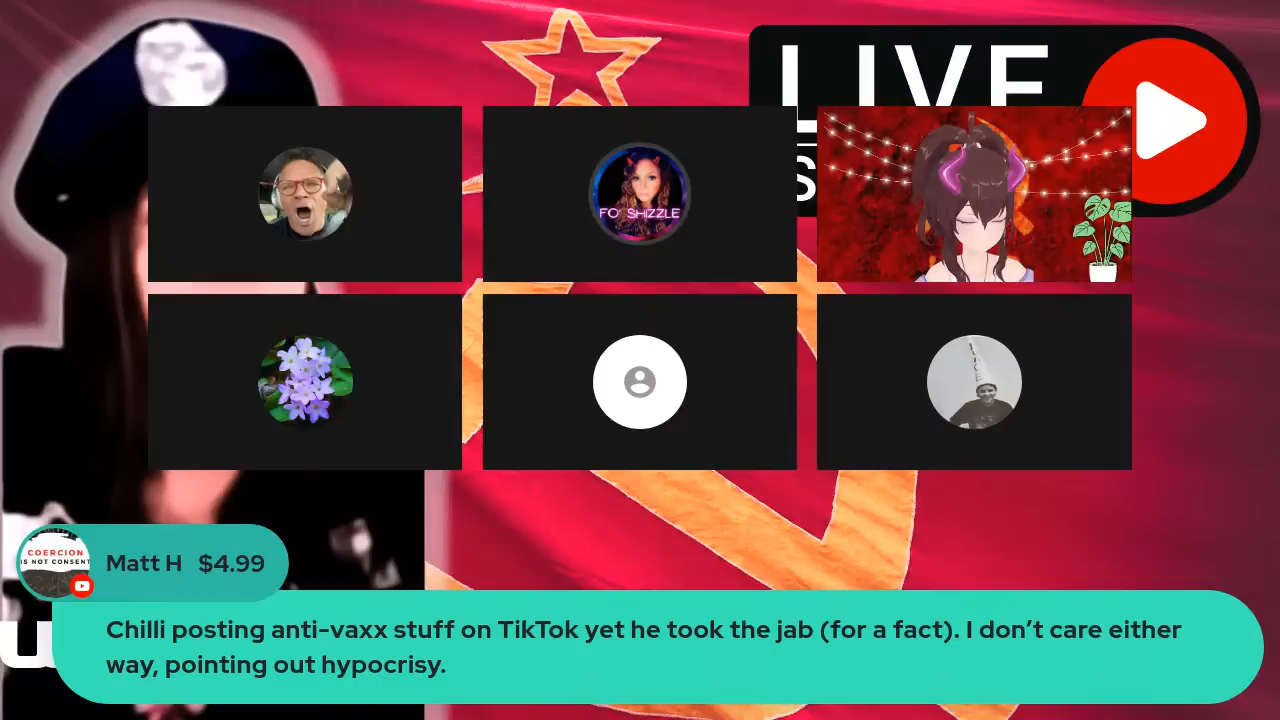 LIVE
S
FO' SHIZZLE
COERCION
IS NOT CONSENT
Matt H $4.99
Chilli posting anti-vaxx stuff on TikTok yet he took the jab (for a fact). I don’t care either
way, pointing out hypocrisy.